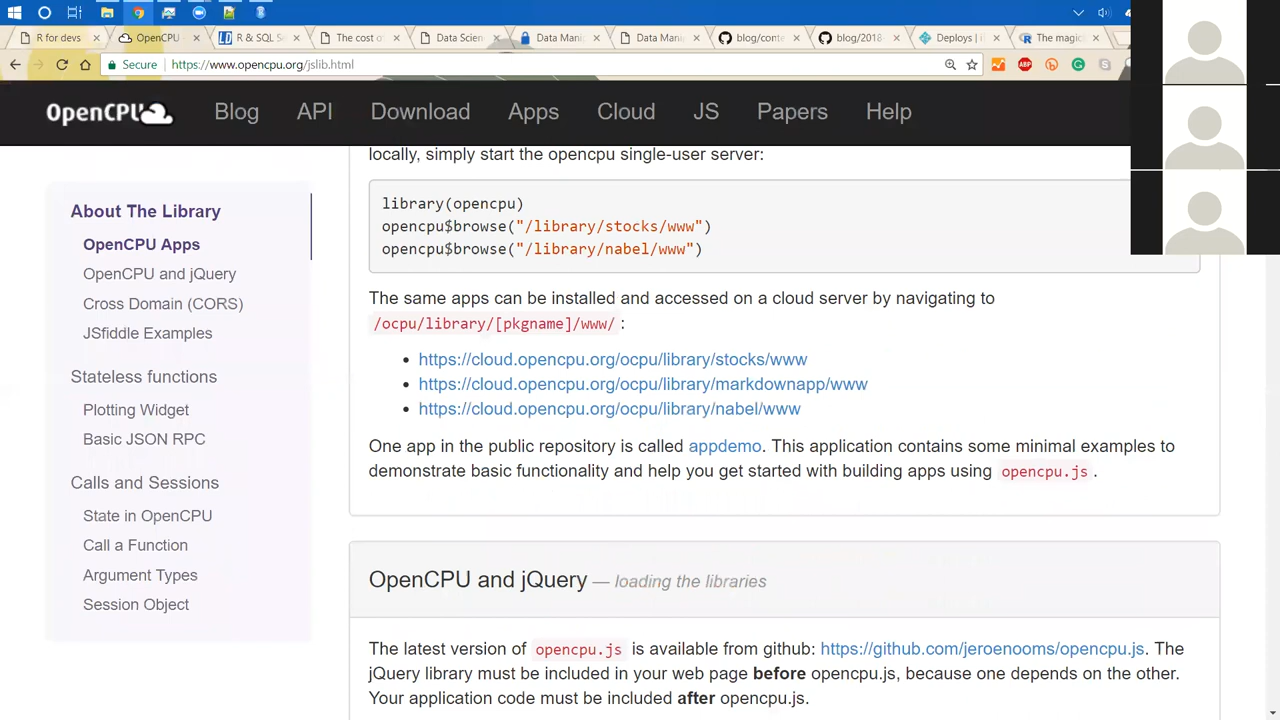 R for devs
OpenCPU
R & SQL S
The cost o
Data Scien
Data Mani
Data Mani
blog/conte
blog/2018-
Deploys | i
The magic
Secure
https://www.opencpu.org/jslib.html
OpenCPU
Blog
API
Download
Apps
Cloud
JS
Papers
Help
About The Library
OpenCPU Apps
OpenCPU and jQuery
Cross Domain (CORS)
JSfiddle Examples
Stateless functions
Plotting Widget
Basic JSON RPC
Calls and Sessions
State in OpenCPU
Call a Function
Argument Types
Session Object
locally, simply start the opencpu single-user server:
library(opencpu)
opencpu$browse("/library/stocks/www")
opencpu$browse("/library/nabel/www")
The same apps can be installed and accessed on a cloud server by navigating to
/ocpu/library/[pkgname]/www/ :
• https://cloud.opencpu.org/ocpu/library/stocks/www
• https://cloud.opencpu.org/ocpu/library/markdownapp/www
• https://cloud.opencpu.org/ocpu/library/nabel/www
One app in the public repository is called appdemo. This application contains some minimal examples to
demonstrate basic functionality and help you get started with building apps using opencpu.js .
OpenCPU and jQuery — loading the libraries
The latest version of opencpu.js is available from github: https://github.com/jeroenooms/opencpu.js. The
jQuery library must be included in your web page before opencpu.js, because one depends on the other.
Your application code must be included after opencpu.js.